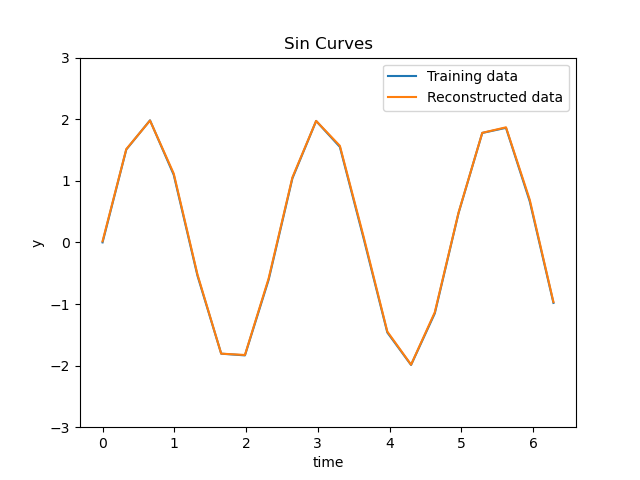 Sin Curves
Training data
Reconstructed data
3
2
1
0
−1
−2
−3
y
0 1 2 3 4 5 6
time